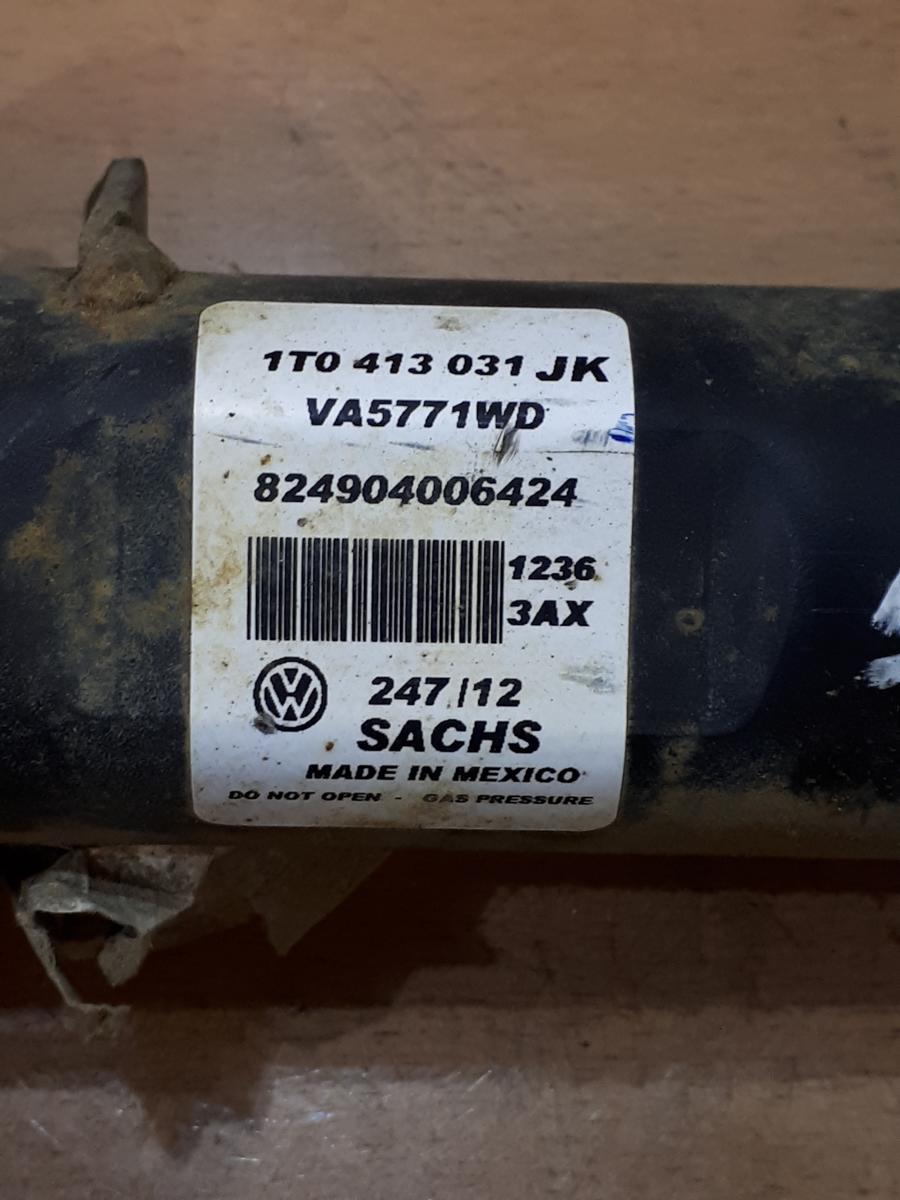 1T0 413 031 JK
VA5771WD
824904006424
1236
3AX
247/12
SACHS
MADE IN MEXICO
DO NOT OPEN - GAS PRESSURE